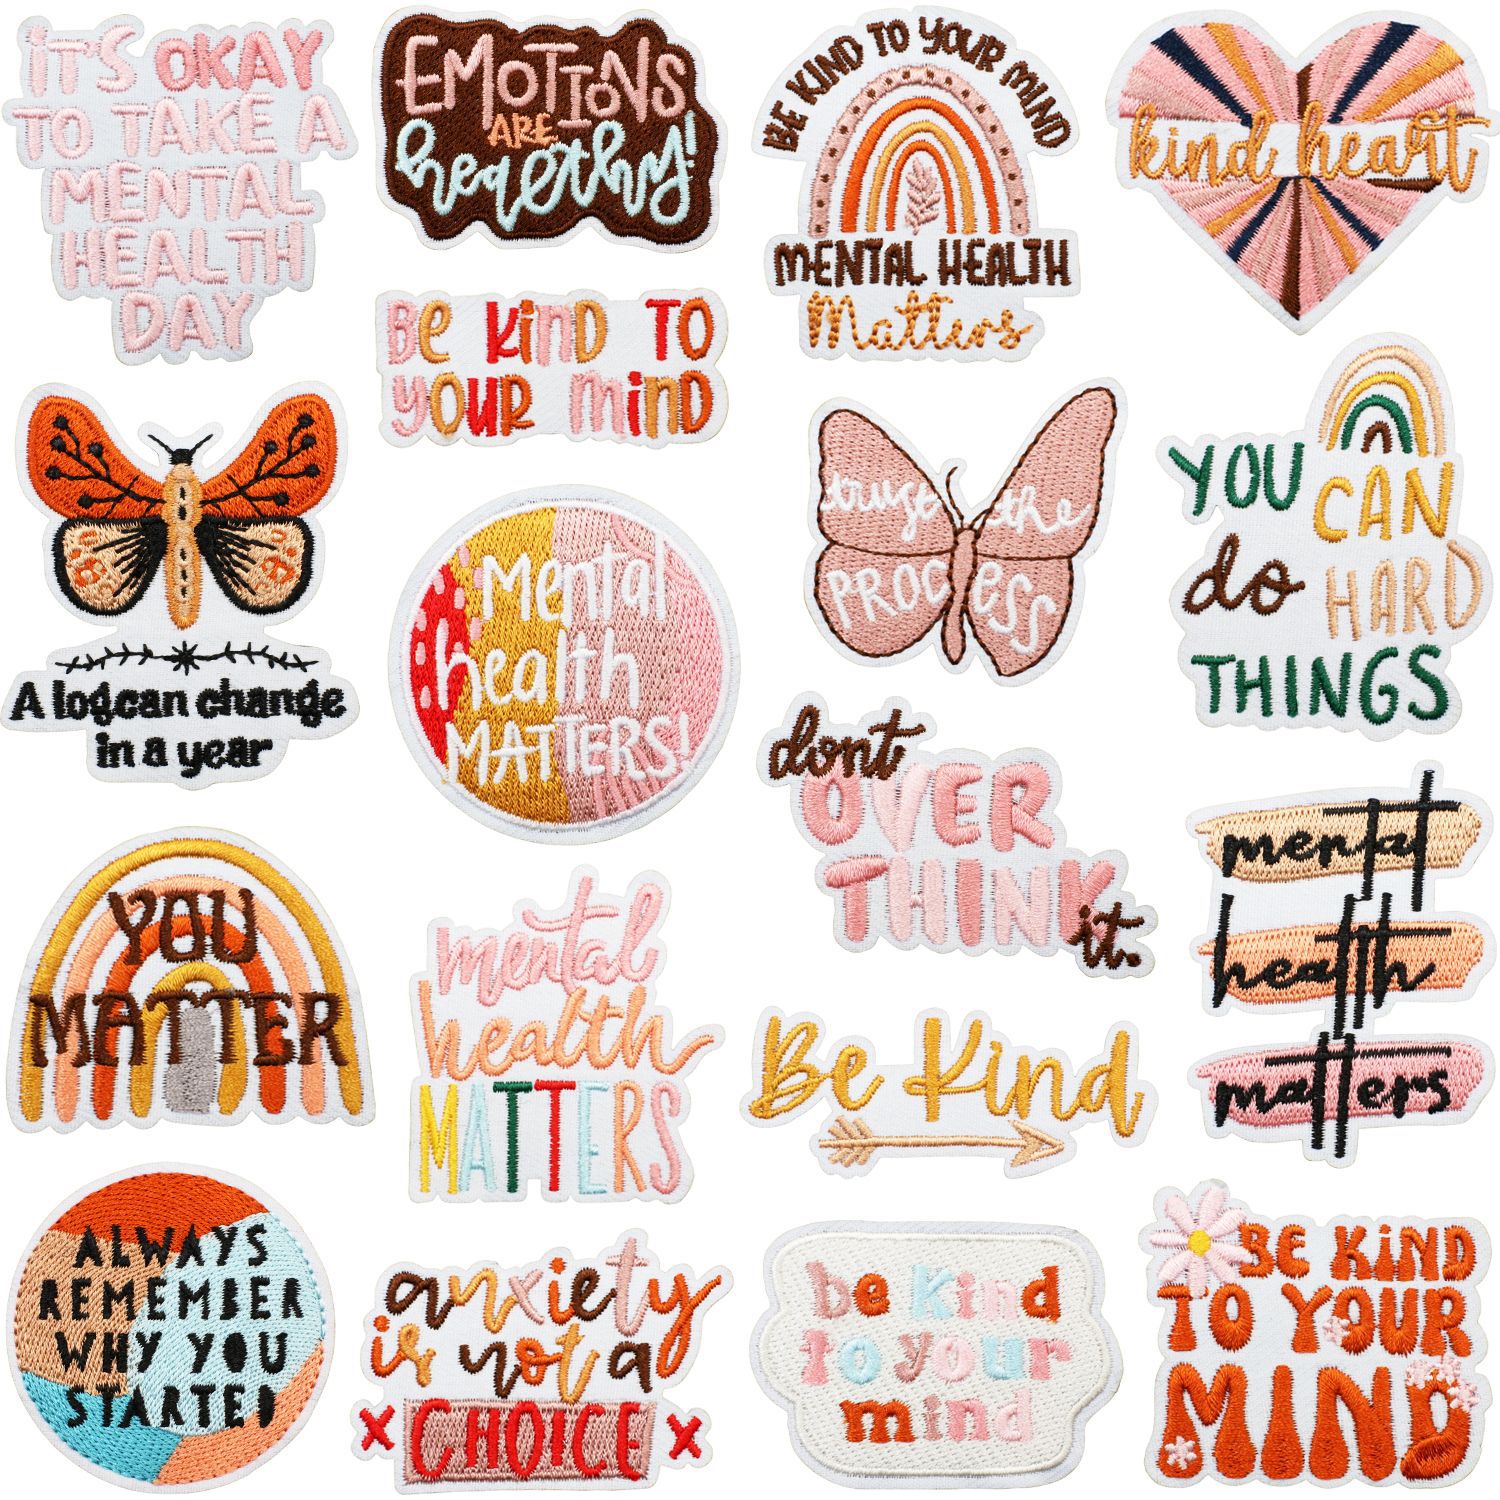 IT'S OKAY
TO TAKE A
MENTAL
HEALTH
DAY
EMOTIONS
ARE
healthy!
BE KIND TO YOUR MIND
MENTAL HEALTH
Matters
kind heart
Be kind TO
yOUR mind
A log can change
in a year
Mental
health
MATTERS!
trust the
PROCESS
YOU CAN
do HARD
THINGS
dont
OVER
THINK
it.
YOU
MATTER
mental
health
MATTERS
Be Kind
mental
health
matters
ALWAYS
REMEMBER
WHY YOU
STARTED
anxiety
is not a
x CHOICE x
be kind
to your
mind
BE KIND
TO YOUR
MIND